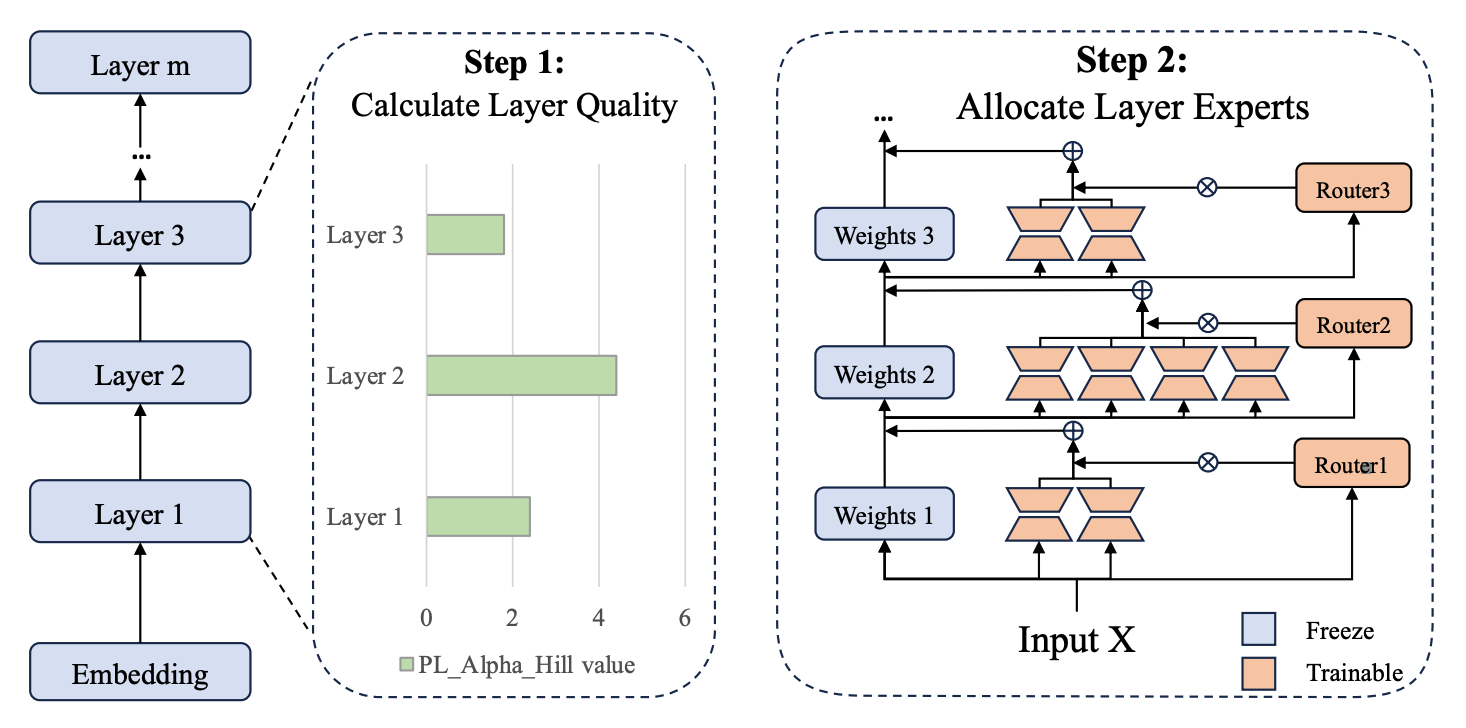 Layer m
...
Layer 3
Layer 2
Layer 1
Embedding
Step 1:
Calculate Layer Quality
Layer 3
Layer 2
Layer 1
0 2 4 6
PL_Alpha_Hill value
Step 2:
Allocate Layer Experts
...
Router3
Weights 3
Router2
Weights 2
Router1
Weights 1
Input X
Freeze
Trainable